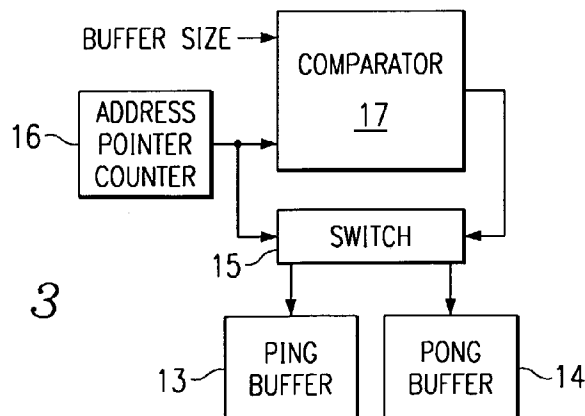 BUFFER SIZE
COMPARATOR
17
ADDRESS
POINTER
COUNTER
16
SWITCH
15
3
PING
BUFFER
13
PONG
BUFFER
14